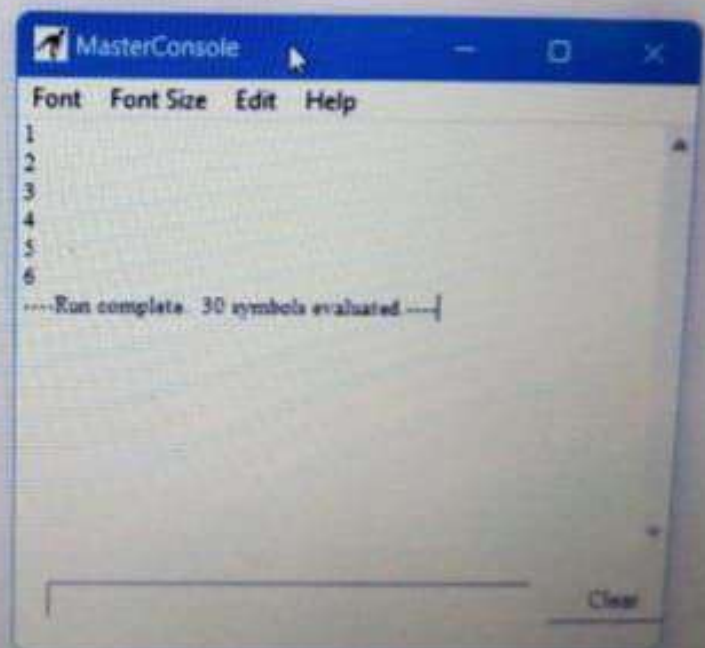 MasterConsole
Font Font Size Edit Help
1
2
3
4
5
6
----Run complete. 30 symbols evaluated.----
Clear